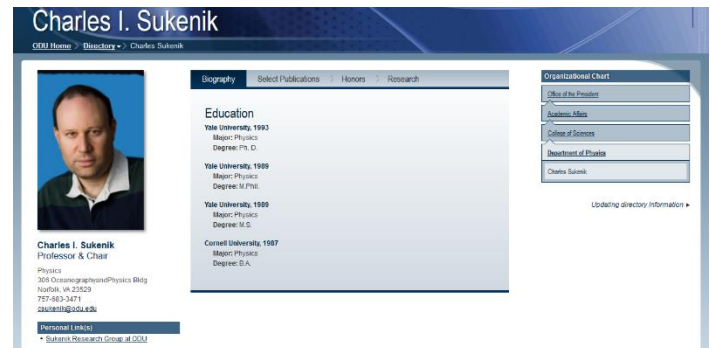 Charles I. Sukenik
ODU Home > Directory > Charles Sukenik
Biography
Select Publications
Honors
Research
Education
Yale University, 1993
Major: Physics
Degree: Ph. D.
Yale University, 1989
Major: Physics
Degree: M.Phil.
Yale University, 1989
Major: Physics
Degree: M.S.
Cornell University, 1987
Major: Physics
Degree: B.A.
Charles I. Sukenik
Professor & Chair
Physics
306 OceanographyandPhysics Bldg
Norfolk, VA 23529
757-683-3471
csukenik@odu.edu
Personal Link(s)
• Sukenik Research Group at ODU
Organizational Chart
Office of the President
Academic Affairs
College of Sciences
Department of Physics
Charles Sukenik
Updating directory information ►